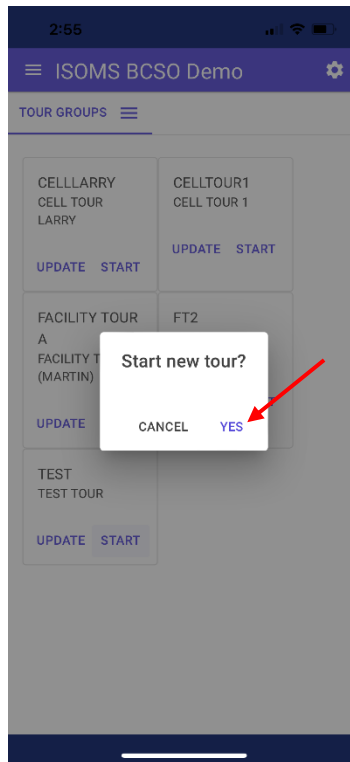 2:55
ISOMS BCSO Demo
TOUR GROUPS
CELLLARRY
CELL TOUR
LARRY
UPDATE START
CELLTOUR1
CELL TOUR 1
UPDATE START
FACILITY TOUR
A
FACILITY T
(MARTIN)
UPDATE
FT2
Start new tour?
CANCEL YES
TEST
TEST TOUR
UPDATE START